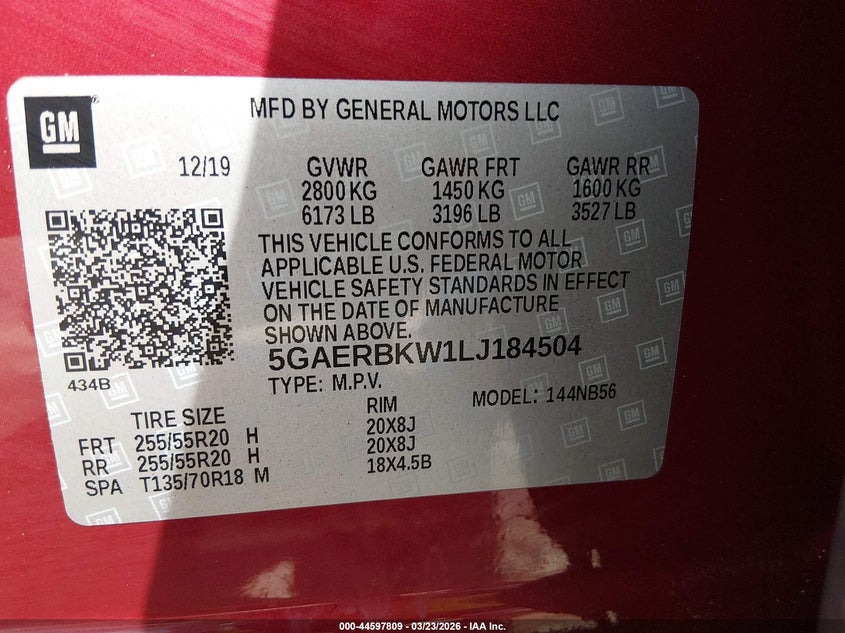 GM
MFD BY GENERAL MOTORS LLC
12/19 GVWR GAWR FRT GAWR RR
2800 KG 1450 KG 1600 KG
6173 LB 3196 LB 3527 LB
THIS VEHICLE CONFORMS TO ALL
APPLICABLE U.S. FEDERAL MOTOR
VEHICLE SAFETY STANDARDS IN EFFECT
ON THE DATE OF MANUFACTURE
SHOWN ABOVE.
5GAERBKW1LJ184504
434B
TYPE: M.P.V. MODEL: 144NB56
TIRE SIZE RIM
FRT 255/55R20 H 20X8J
RR 255/55R20 H 20X8J
SPA T135/70R18 M 18X4.5B
000-44597809 — 03/23/2026 — IAA Inc.